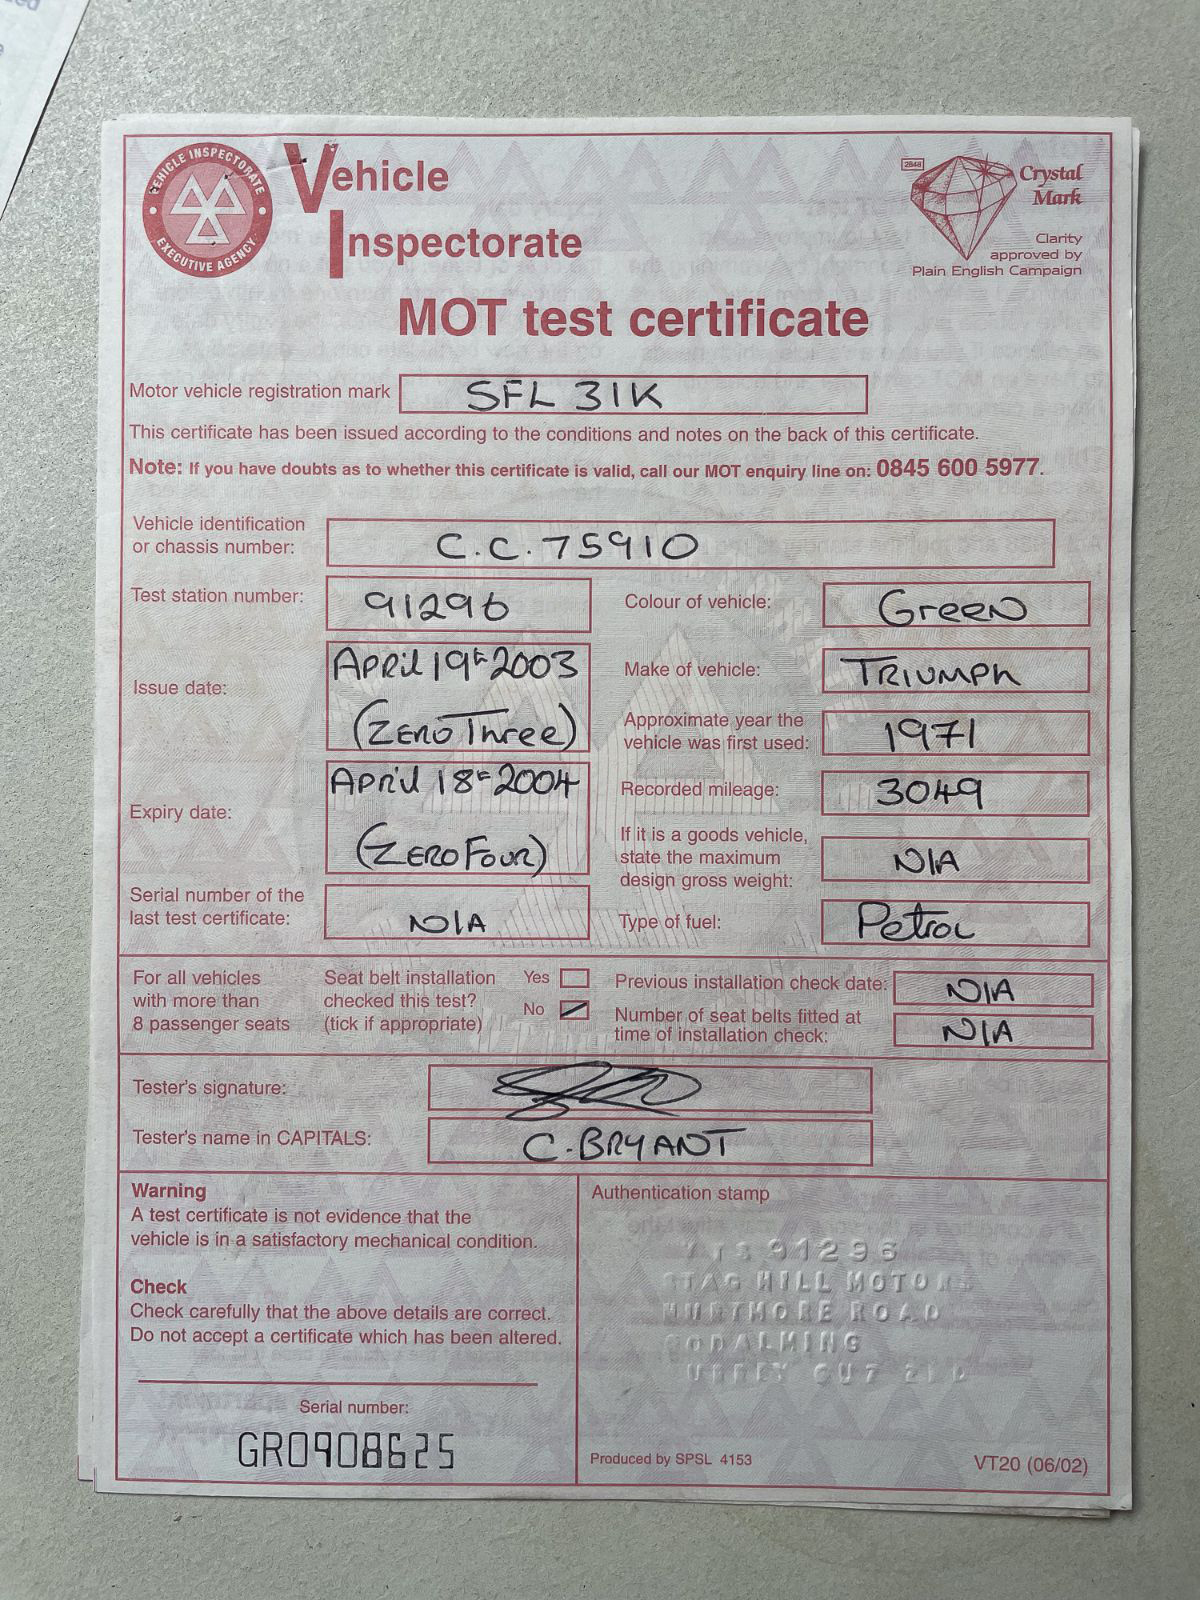 VEHICLE INSPECTORATE
EXECUTIVE AGENCY
Vehicle
Inspectorate
2848
Crystal
Mark
Clarity
approved by
Plain English Campaign
MOT test certificate
Motor vehicle registration mark SFL 31K
This certificate has been issued according to the conditions and notes on the back of this certificate.
Note: If you have doubts as to whether this certificate is valid, call our MOT enquiry line on: 0845 600 5977.
Vehicle identification
or chassis number: C.C.75910
Test station number: 91296
Colour of vehicle: Green
Issue date: April 19th 2003
(Zero Three)
Make of vehicle: TRIUMPH
Approximate year the
vehicle was first used: 1971
Expiry date: April 18th 2004
(Zero Four)
Recorded mileage: 3049
If it is a goods vehicle,
state the maximum
design gross weight: N/A
Serial number of the
last test certificate: N/A
Type of fuel: Petrol
For all vehicles
with more than
8 passenger seats
Seat belt installation
checked this test?
(tick if appropriate)
Yes
No
Previous installation check date: N/A
Number of seat belts fitted at
time of installation check: N/A
Tester's signature:
Tester's name in CAPITALS: C.BRYANT
Warning
A test certificate is not evidence that the
vehicle is in a satisfactory mechanical condition.
Check
Check carefully that the above details are correct.
Do not accept a certificate which has been altered.
Serial number:
GR0908625
Authentication stamp
91296
STAG HILL MOTORS
HURTMORE ROAD
GODALMING
Produced by SPSL 4153
VT20 (06/02)